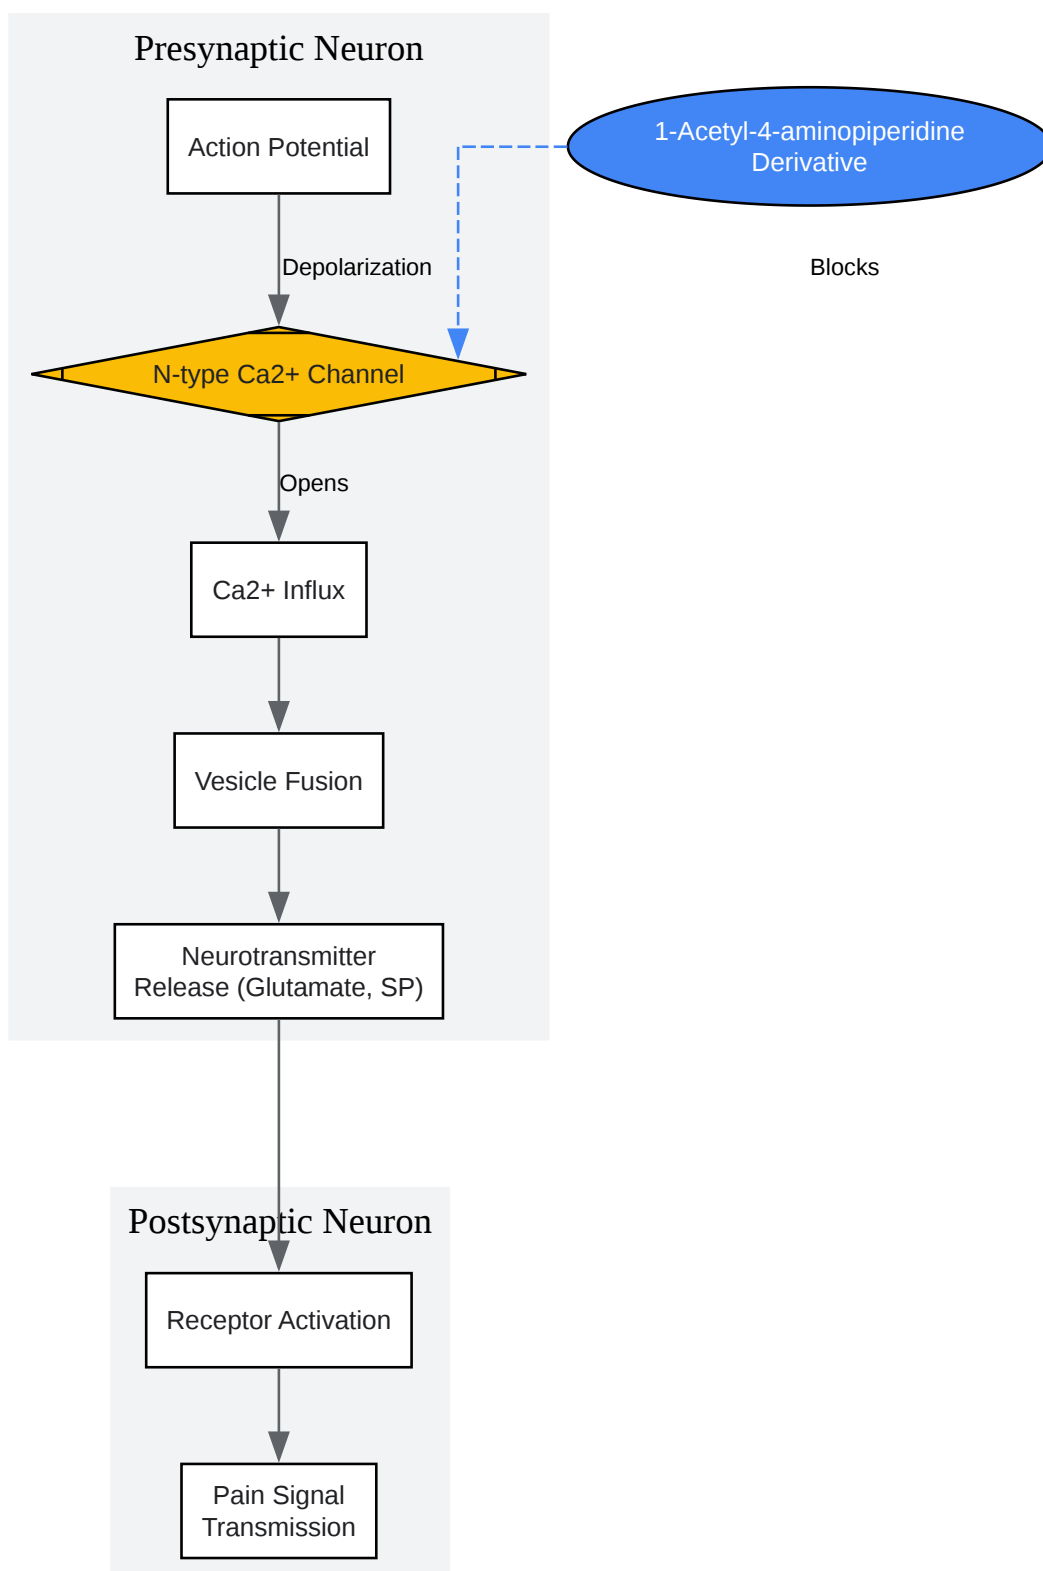 Presynaptic Neuron
Action Potential
1-Acetyl-4-aminopiperidine
Derivative
Depolarization
Blocks
N-type Ca2+ Channel
Opens
Ca2+ Influx
Vesicle Fusion
Neurotransmitter
Release (Glutamate, SP)
Postsynaptic Neuron
Receptor Activation
Pain Signal
Transmission